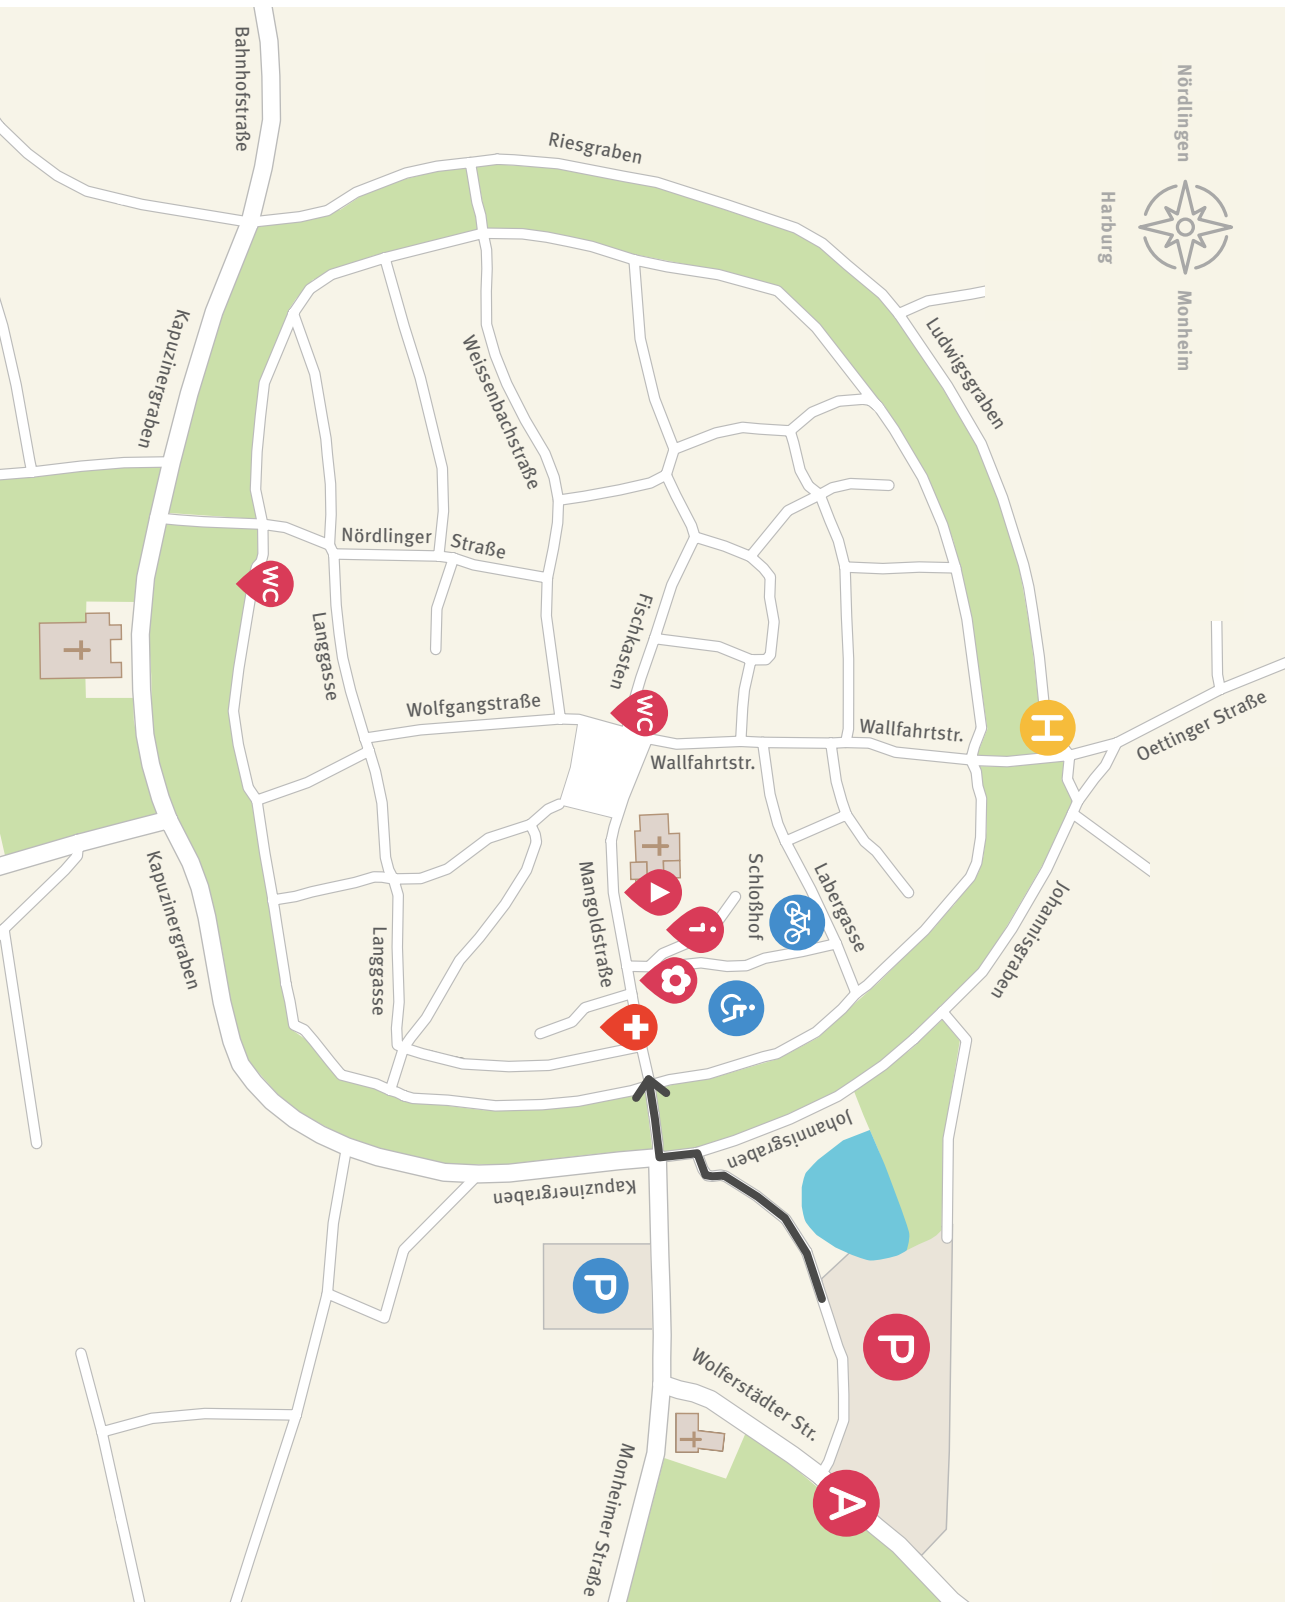 Bahnhofstraße
Nördlingen
Harburg
Monheim
Riesgraben
Ludwigsgraben
Kapuzinergraben
Weissenbachstraße
Nördlinger Straße
WC
Langgasse
Fischkasten
WC
Wolfgangstraße
Wallfahrtstr.
Wallfahrtstr.
H
Oettinger Straße
Kapuzinergraben
Mangoldstraße
Schloßhof
Labergasse
Johannisgraben
i
Langgasse
Johannisgraben
Kapuzinergraben
P
P
Wolferstädter Str.
Monheimer Straße
A